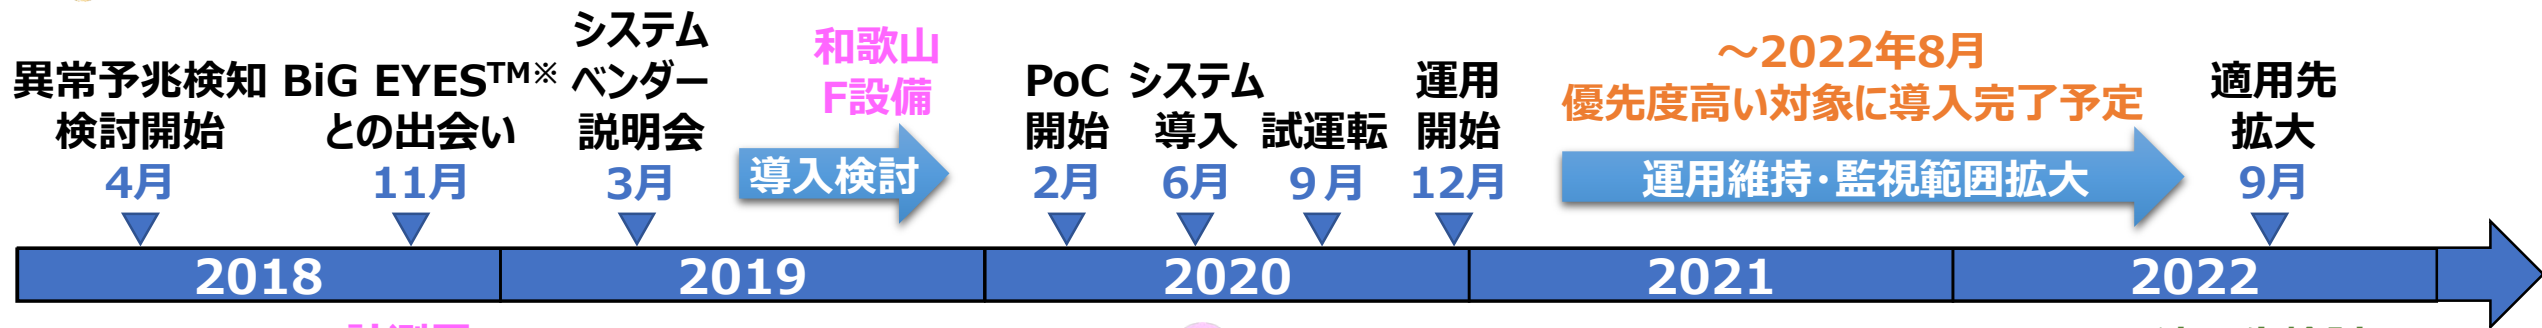 異常予兆検知
検討開始
4月
BiG EYES™※
との出会い
11月
システム
ベンダー
説明会
3月
和歌山
F設備
導入検討
PoC
開始
2月
システム
導入
6月
試運転
9月
運用
開始
12月
～2022年8月
優先度高い対象に導入完了予定
運用維持・監視範囲拡大
適用先
拡大
9月
2018
2019
2020
2021
2022